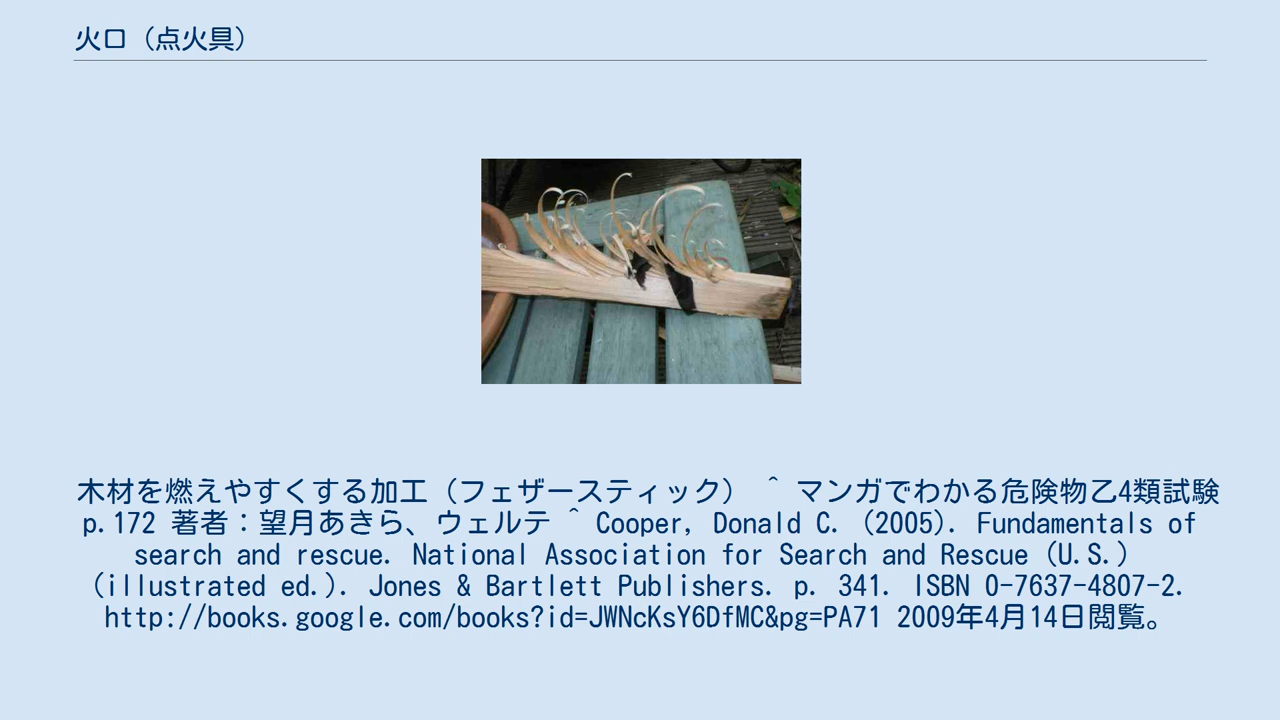 火口（点火具）
木材を燃えやすくする加工（フェザースティック） ^ マンガでわかる危険物乙4類試験
p.172 著者：望月あきら、ウェルテ ^ Cooper, Donald C. (2005). Fundamentals of
search and rescue. National Association for Search and Rescue (U.S.)
(illustrated ed.). Jones & Bartlett Publishers. p. 341. ISBN 0-7637-4807-2.
http://books.google.com/books?id=JWNcKsY6DfMC&pg=PA71 2009年4月14日閲覧。